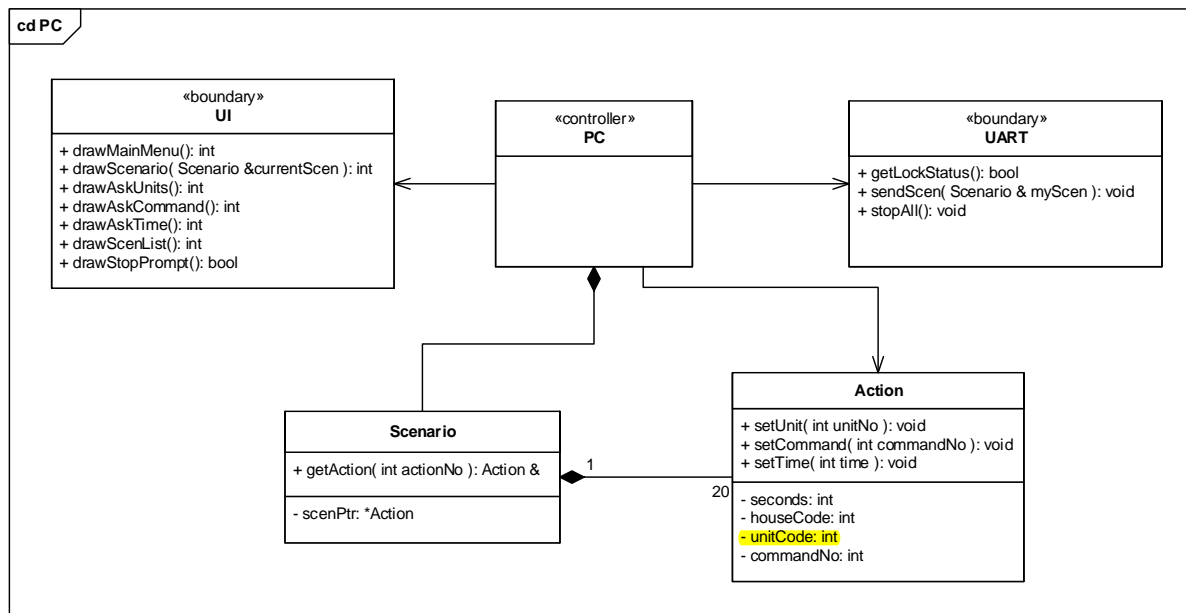 cd PC
«boundary»
UI
+ drawMainMenu(): int
+ drawScenario( Scenario &currentScen ): int
+ drawAskUnits(): int
+ drawAskCommand(): int
+ drawAskTime(): int
+ drawScenList(): int
+ drawStopPrompt(): bool
«controller»
PC
«boundary»
UART
+ getLockStatus(): bool
+ sendScen( Scenario & myScen ): void
+ stopAll(): void
Scenario
+ getAction( int actionNo ): Action &
- scenPtr: *Action
1
20
Action
+ setUnit( int unitNo ): void
+ setCommand( int commandNo ): void
+ setTime( int time ): void
- seconds: int
- houseCode: int
- unitCode: int
- commandNo: int